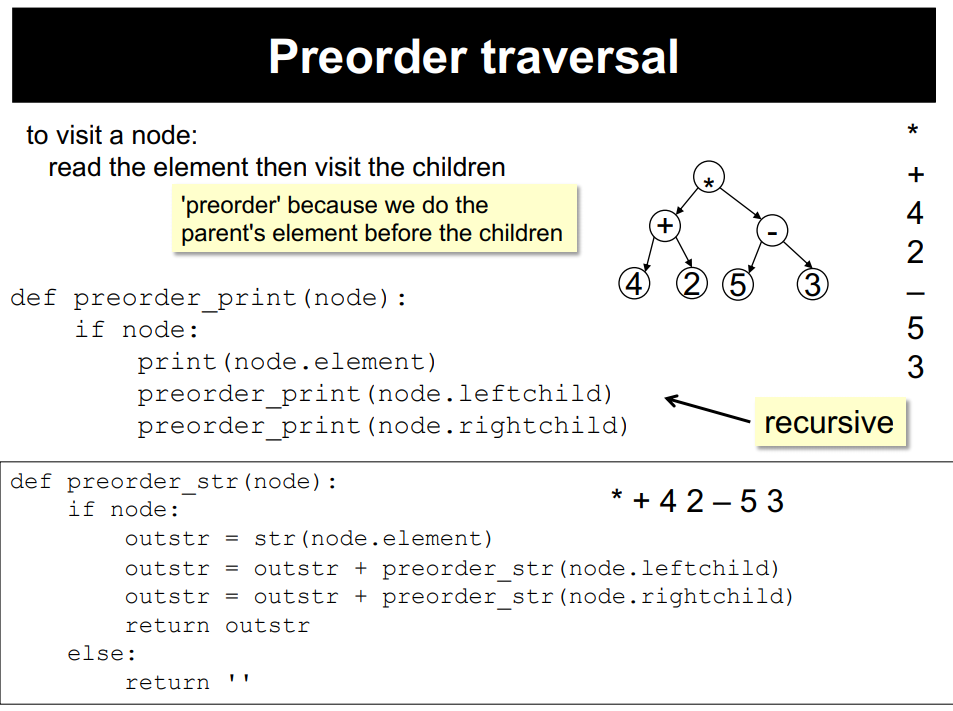 Preorder traversal
to visit a node:
read the element then visit the children
'preorder' because we do the
parent's element before the children
*
+
-
4
2
5
3
*
+
4
2
–
5
3
def preorder_print(node):
    if node:
        print(node.element)
        preorder_print(node.leftchild)
        preorder_print(node.rightchild)
recursive
def preorder_str(node):
    if node:
        outstr = str(node.element)
        outstr = outstr + preorder_str(node.leftchild)
        outstr = outstr + preorder_str(node.rightchild)
        return outstr
    else:
        return ''
* + 4 2 – 5 3